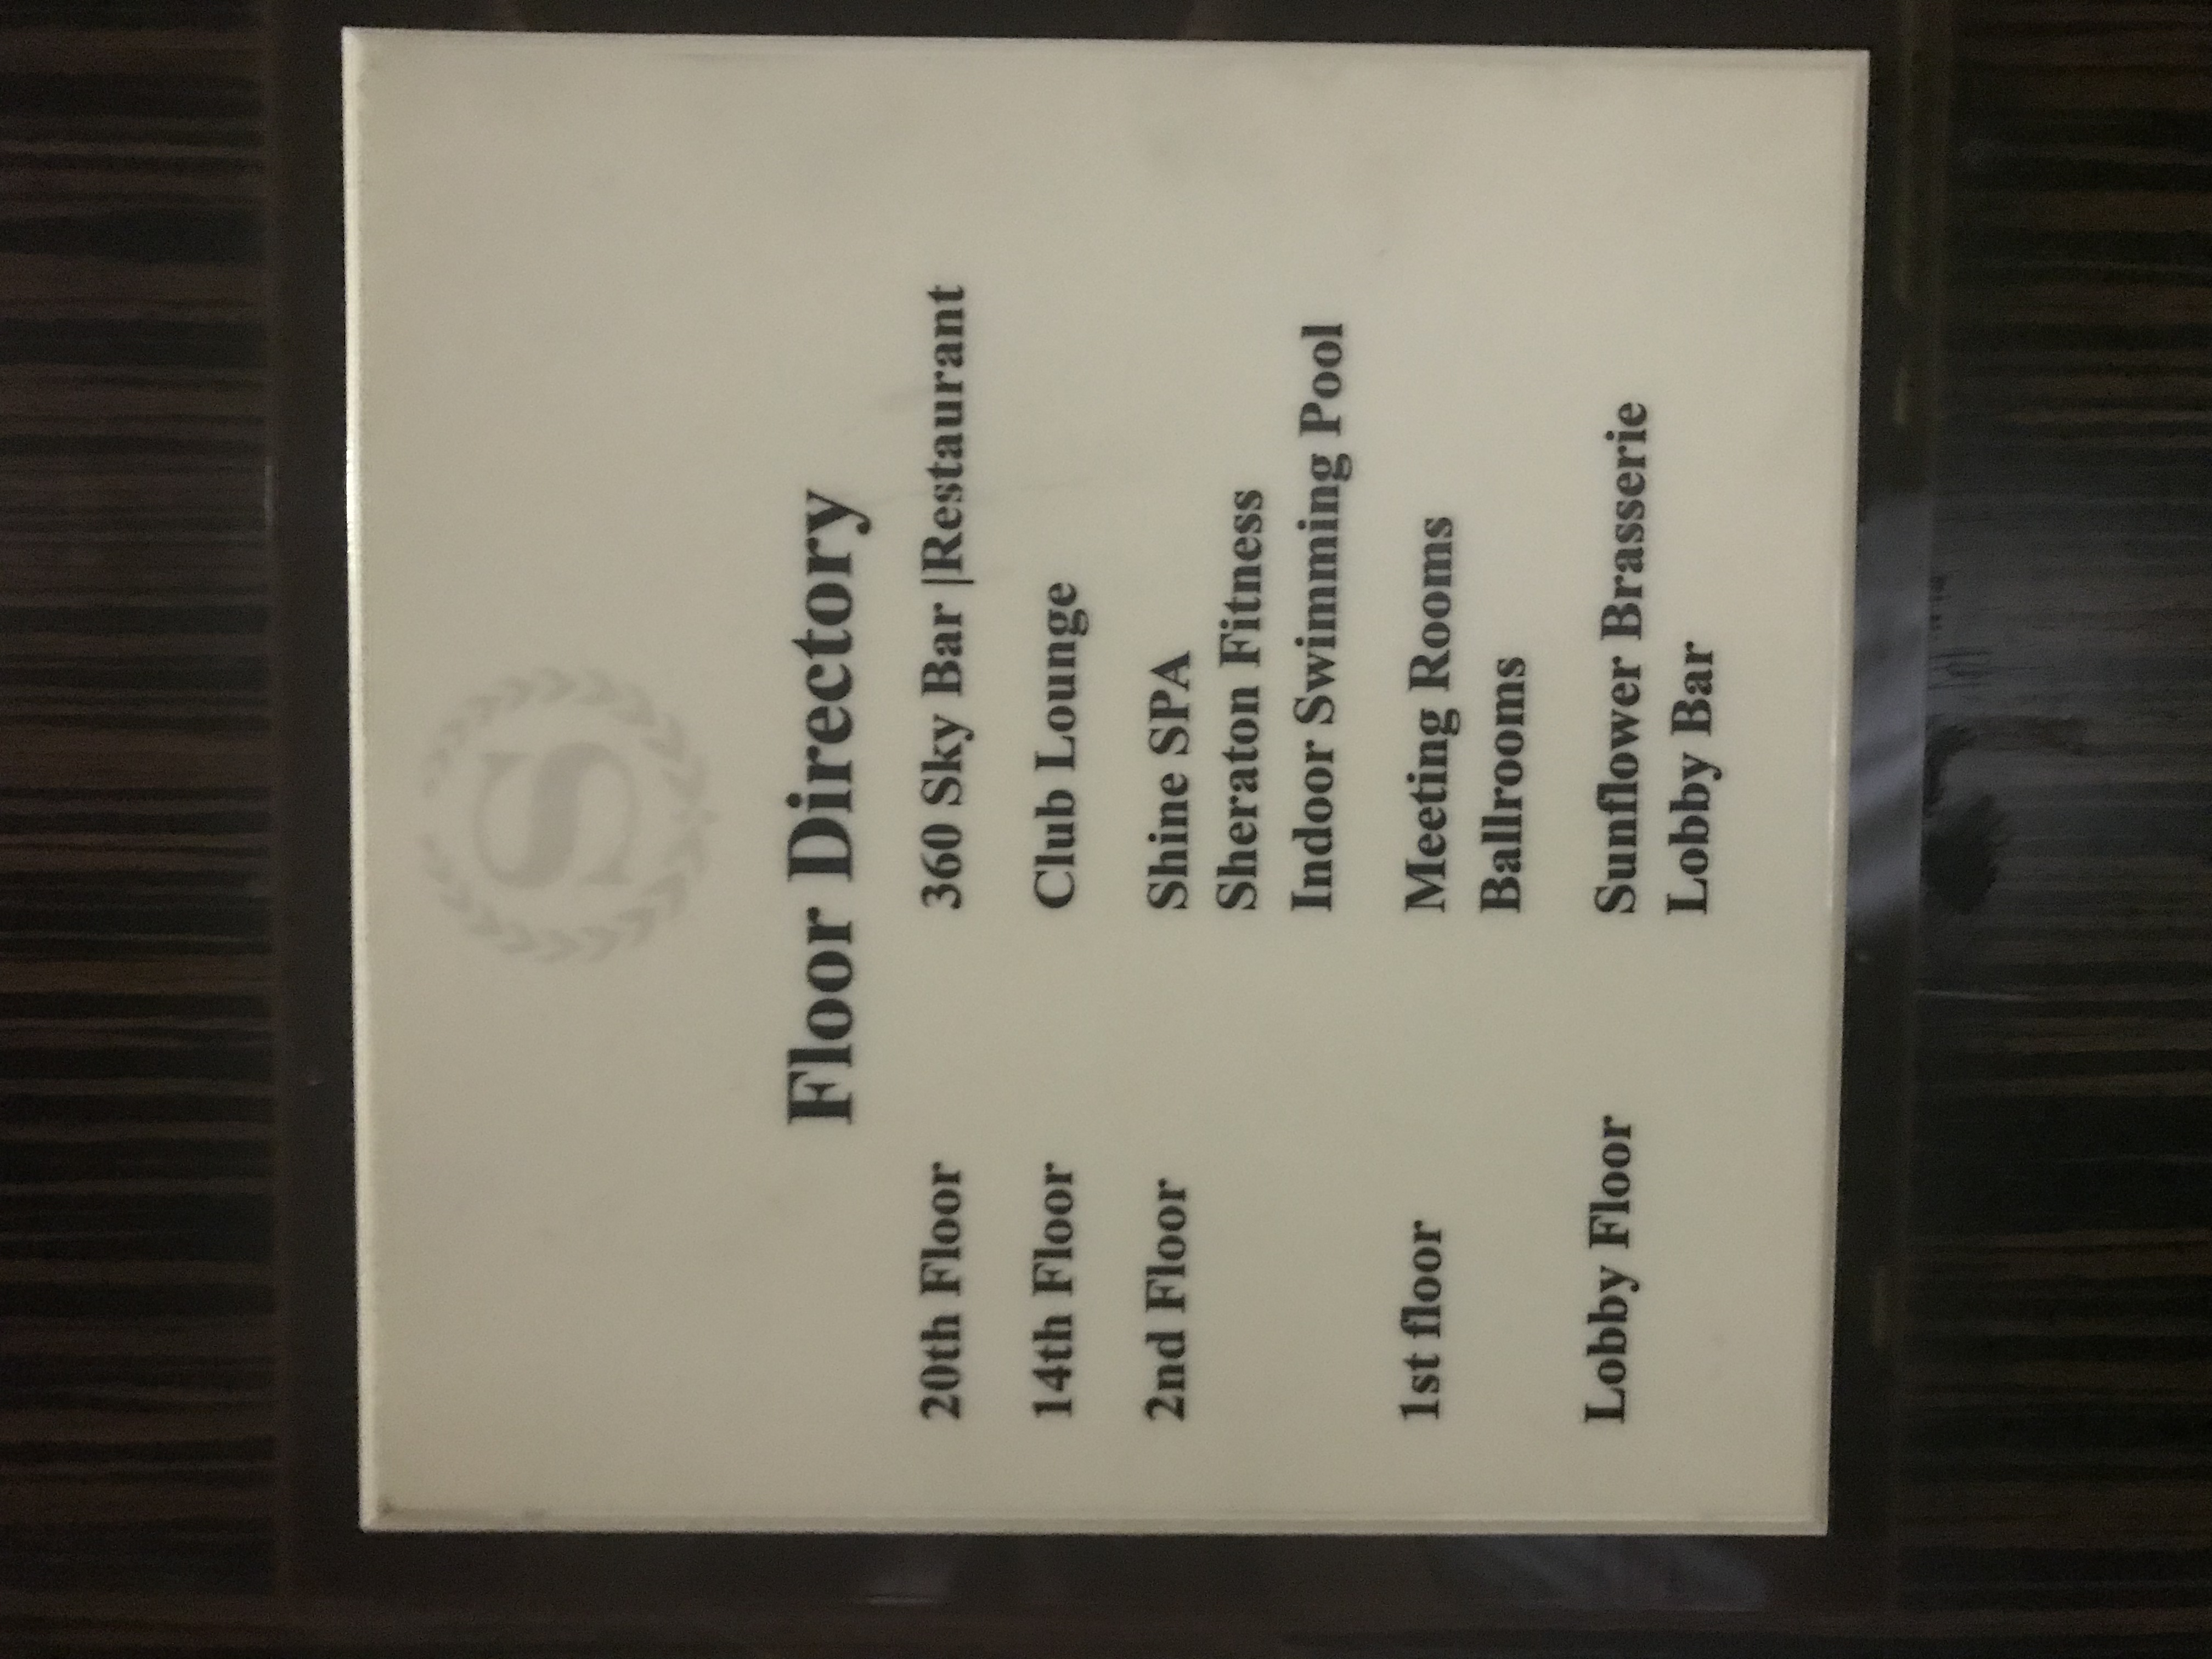 S
Floor Directory
20th Floor 360 Sky Bar |Restaurant
14th Floor Club Lounge
2nd Floor Shine SPA
Sheraton Fitness
Indoor Swimming Pool
1st floor Meeting Rooms
Ballrooms
Lobby Floor Sunflower Brasserie
Lobby Bar